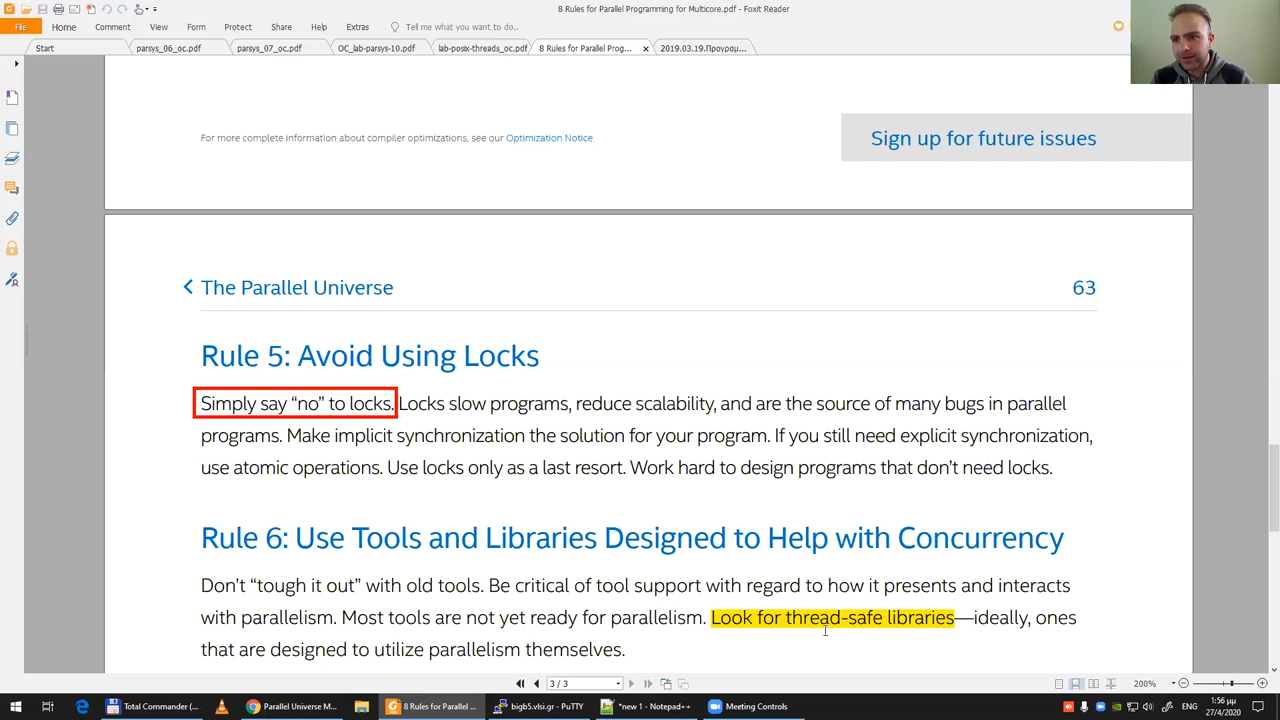 8 Rules for Parallel Programming for Multicore.pdf - Foxit Reader
File Home Comment View Form Protect Share Help Extras Tell me what you want to do..
Start parsys_06_oc.pdf parsys_07_oc.pdf OC_lab-parsys-10.pdf lab-posix-threads_oc.pdf 8 Rules for Parallel Prog... 2019.03.19.Προγραμ...
For more complete information about compiler optimizations, see our Optimization Notice.
Sign up for future issues
The Parallel Universe 63
Rule 5: Avoid Using Locks
Simply say “no” to locks. Locks slow programs, reduce scalability, and are the source of many bugs in parallel
programs. Make implicit synchronization the solution for your program. If you still need explicit synchronization,
use atomic operations. Use locks only as a last resort. Work hard to design programs that don’t need locks.
Rule 6: Use Tools and Libraries Designed to Help with Concurrency
Don’t “tough it out” with old tools. Be critical of tool support with regard to how it presents and interacts
with parallelism. Most tools are not yet ready for parallelism. Look for thread-safe libraries—ideally, ones
that are designed to utilize parallelism themselves.
3 / 3 200%
Total Commander (... Parallel Universe M... 8 Rules for Parallel ... bigb5.vlsi.gr - PuTTY *new 1 - Notepad++ Meeting Controls ENG 1:56 μμ
27/4/2020